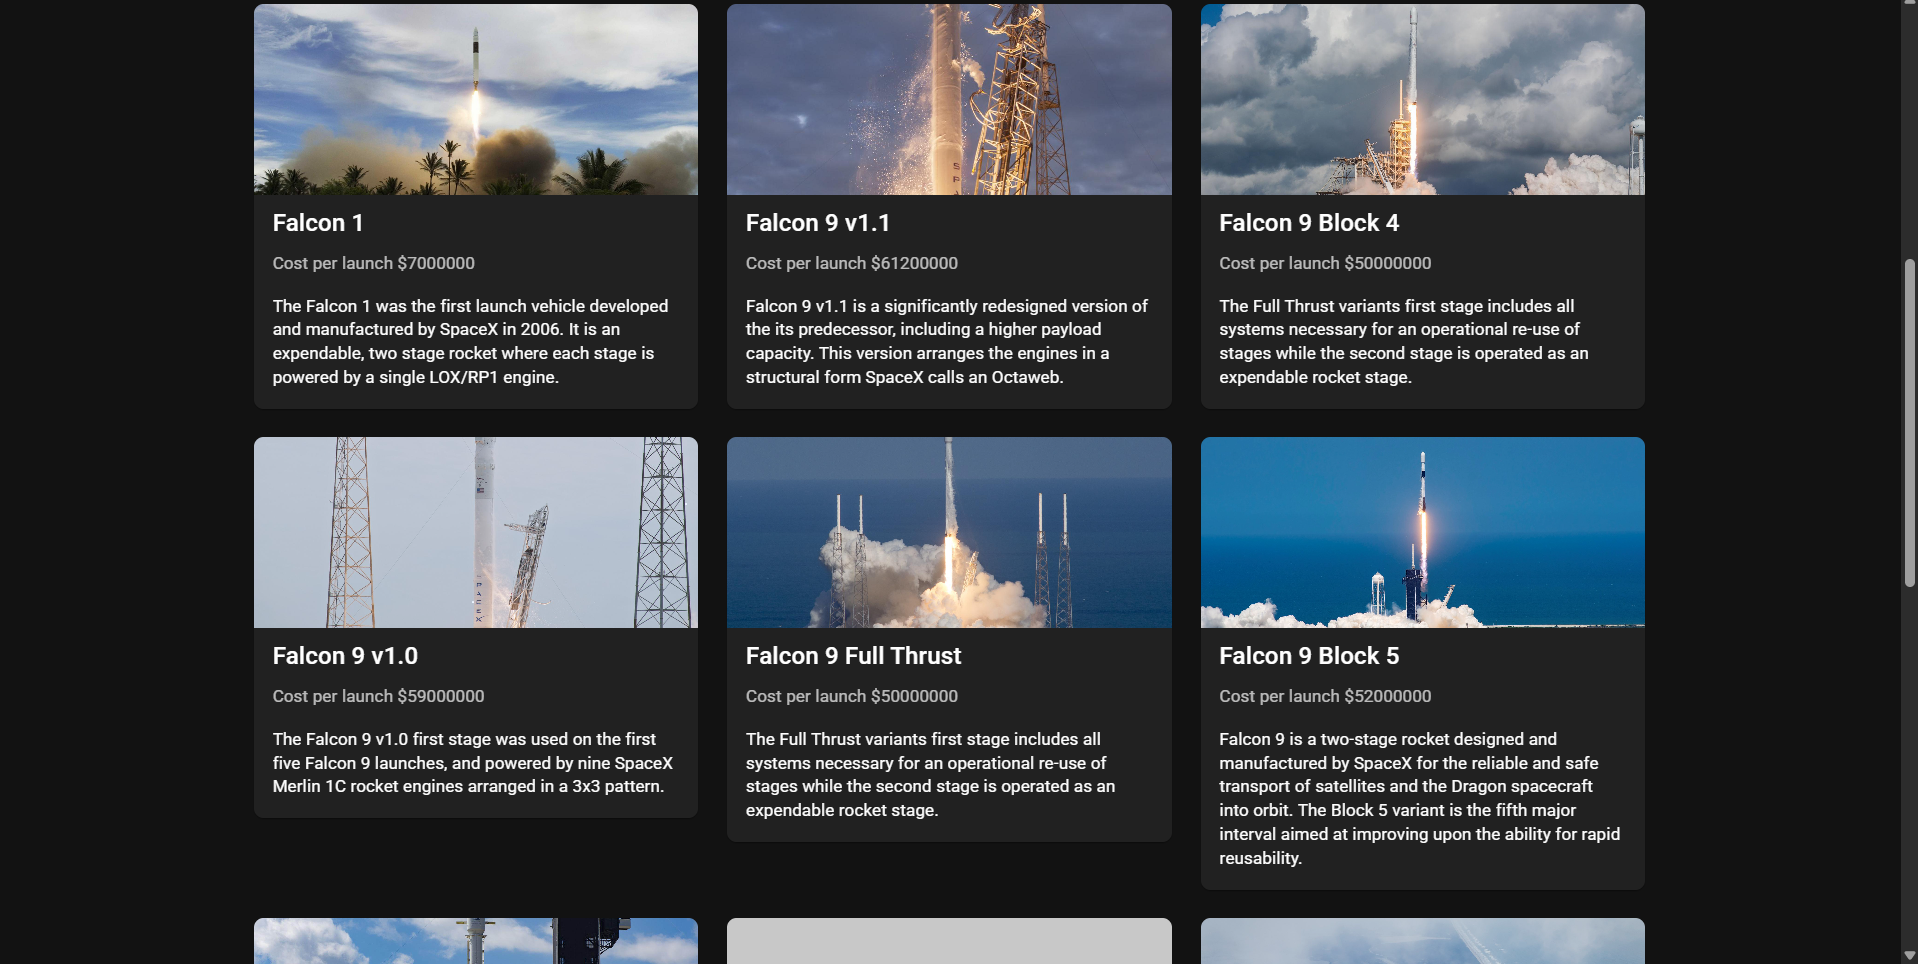 Falcon 1
Cost per launch $7000000
The Falcon 1 was the first launch vehicle developed
and manufactured by SpaceX in 2006. It is an
expendable, two stage rocket where each stage is
powered by a single LOX/RP1 engine.
Falcon 9 v1.1
Cost per launch $61200000
Falcon 9 v1.1 is a significantly redesigned version of
the its predecessor, including a higher payload
capacity. This version arranges the engines in a
structural form SpaceX calls an Octaweb.
Falcon 9 Block 4
Cost per launch $50000000
The Full Thrust variants first stage includes all
systems necessary for an operational re-use of
stages while the second stage is operated as an
expendable rocket stage.
Falcon 9 v1.0
Cost per launch $59000000
The Falcon 9 v1.0 first stage was used on the first
five Falcon 9 launches, and powered by nine SpaceX
Merlin 1C rocket engines arranged in a 3x3 pattern.
Falcon 9 Full Thrust
Cost per launch $50000000
The Full Thrust variants first stage includes all
systems necessary for an operational re-use of
stages while the second stage is operated as an
expendable rocket stage.
Falcon 9 Block 5
Cost per launch $52000000
Falcon 9 is a two-stage rocket designed and
manufactured by SpaceX for the reliable and safe
transport of satellites and the Dragon spacecraft
into orbit. The Block 5 variant is the fifth major
interval aimed at improving upon the ability for rapid
reusability.